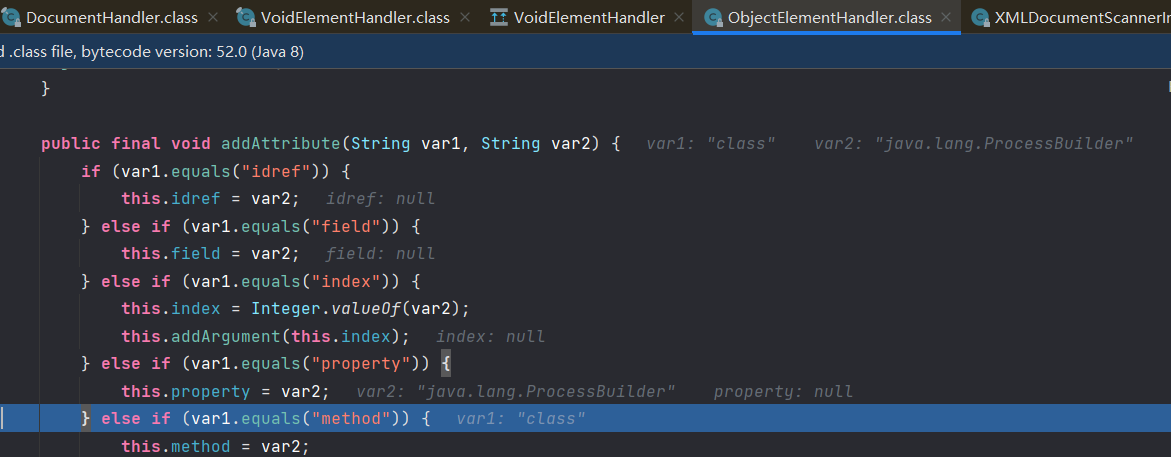 DocumentHandler.class × VoidElementHandler.class × VoidElementHandler × ObjectElementHandler.class × XMLDocumentScannerIm
d .class file, bytecode version: 52.0 (Java 8)
}
public final void addAttribute(String var1, String var2) { var1: "class" var2: "java.lang.ProcessBuilder"
if (var1.equals("idref")) {
this.idref = var2; idref: null
} else if (var1.equals("field")) {
this.field = var2; field: null
} else if (var1.equals("index")) {
this.index = Integer.valueOf(var2);
this.addArgument(this.index); index: null
} else if (var1.equals("property")) {
this.property = var2; var2: "java.lang.ProcessBuilder" property: null
} else if (var1.equals("method")) { var1: "class"
this.method = var2;